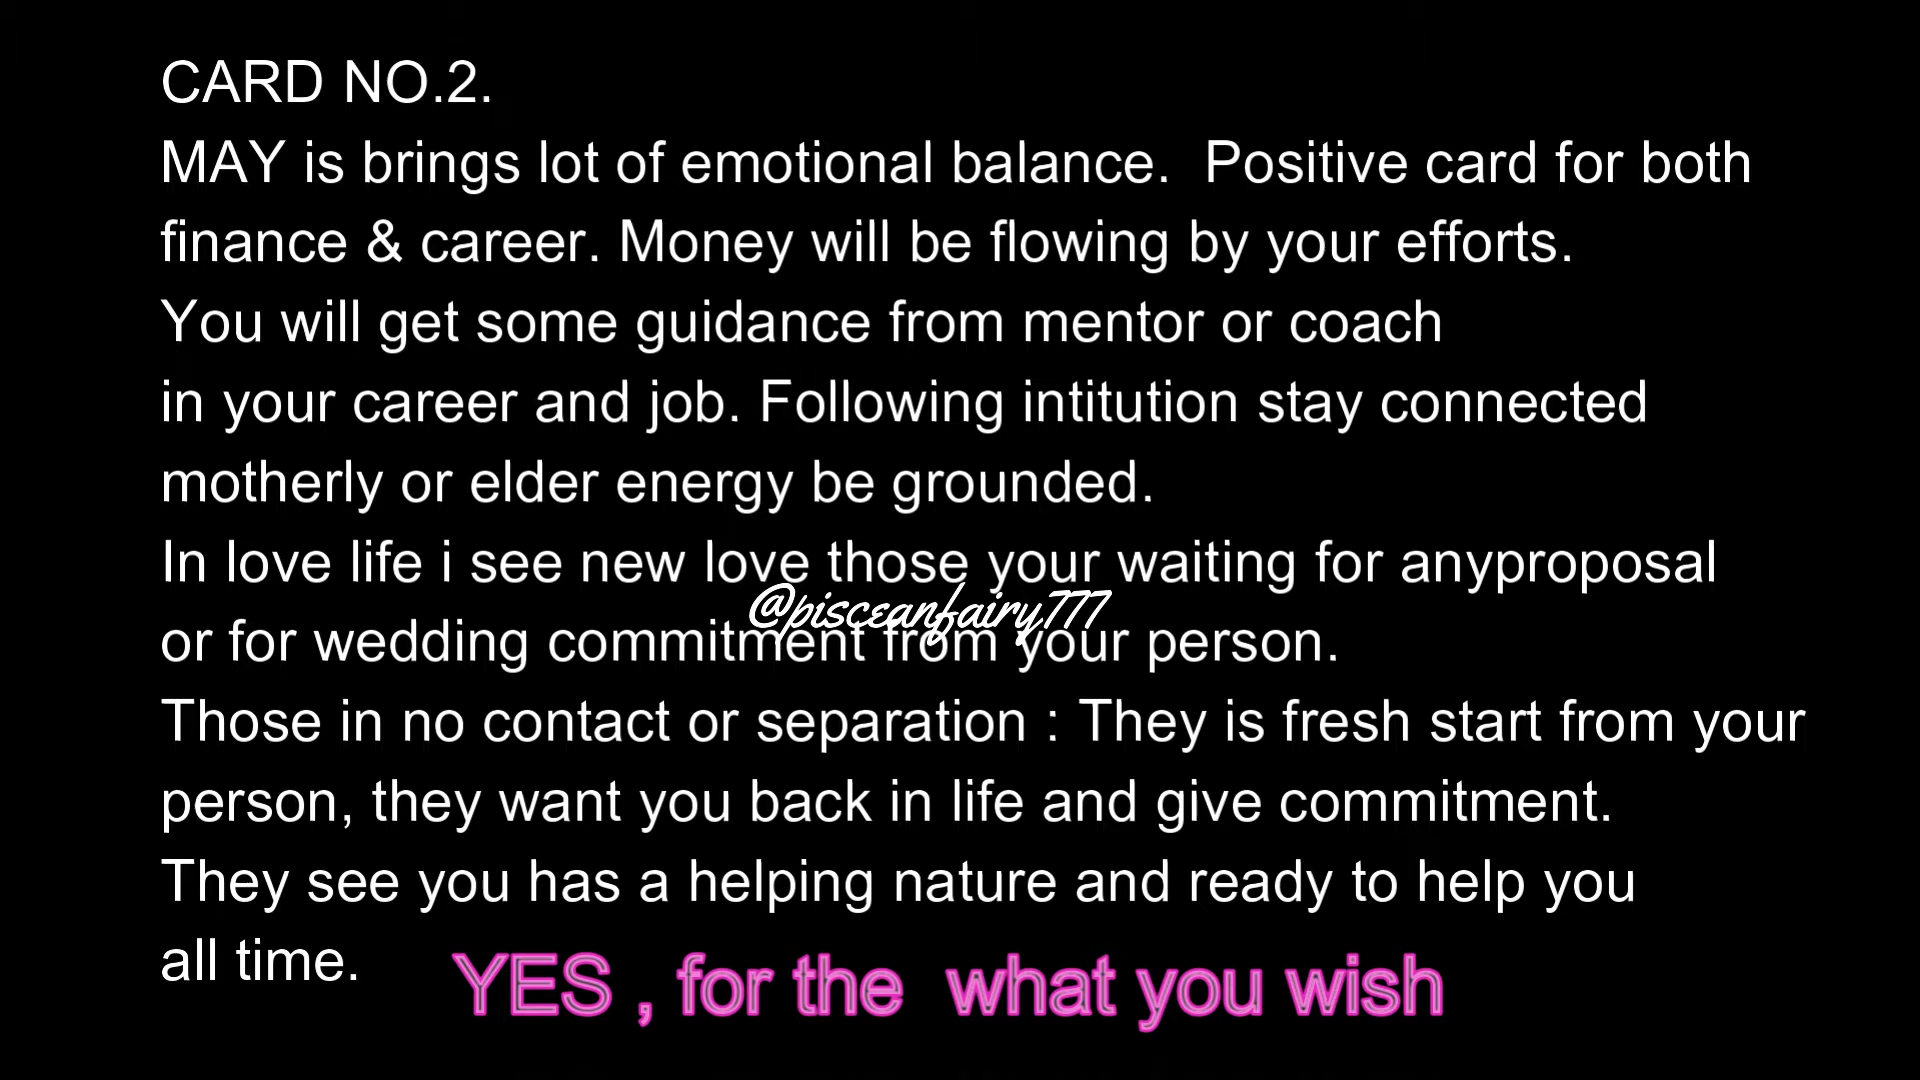 CARD NO.2.
MAY is brings lot of emotional balance.  Positive card for both
finance & career. Money will be flowing by your efforts.
You will get some guidance from mentor or coach
in your career and job. Following intitution stay connected
motherly or elder energy be grounded.
In love life i see new love those your waiting for anyproposal
@pisceanfairy777
or for wedding commitment from your person.
Those in no contact or separation : They is fresh start from your
person, they want you back in life and give commitment.
They see you has a helping nature and ready to help you
all time.
YES , for the  what you wish